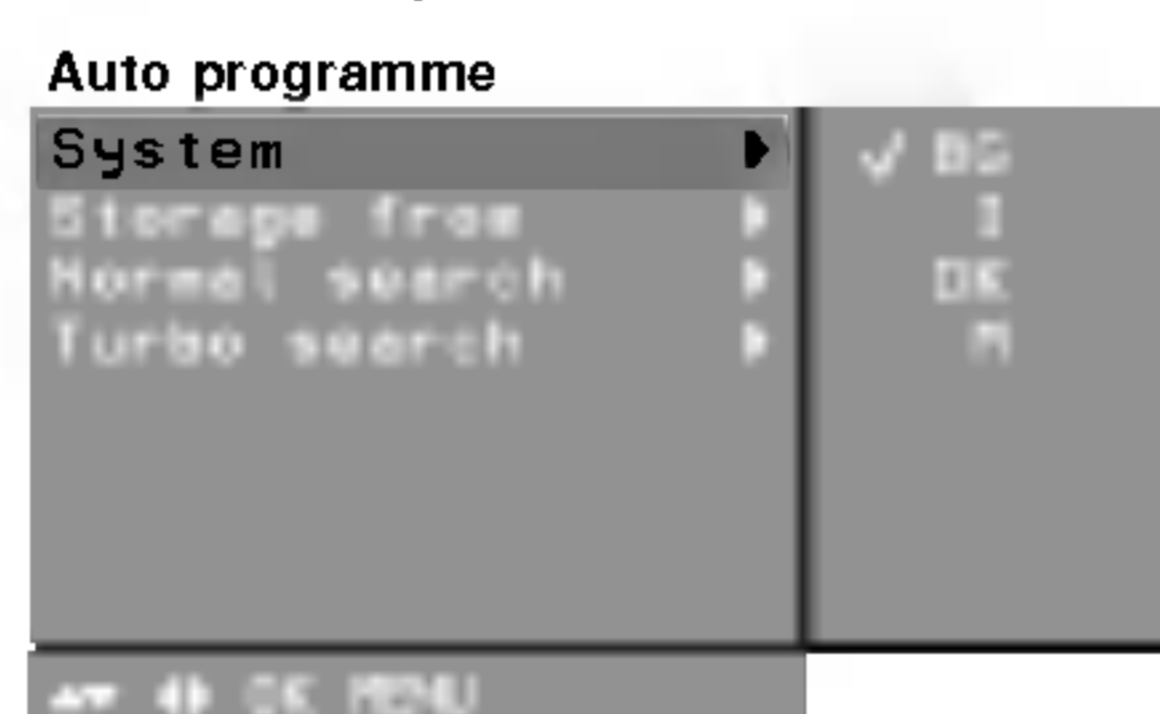 Auto programme
System ▶ ✓ BG
Storage from ▶ I
Normal search ▶ DK
Turbo search ▶ M
▲▼ ◀▶ OK MENU